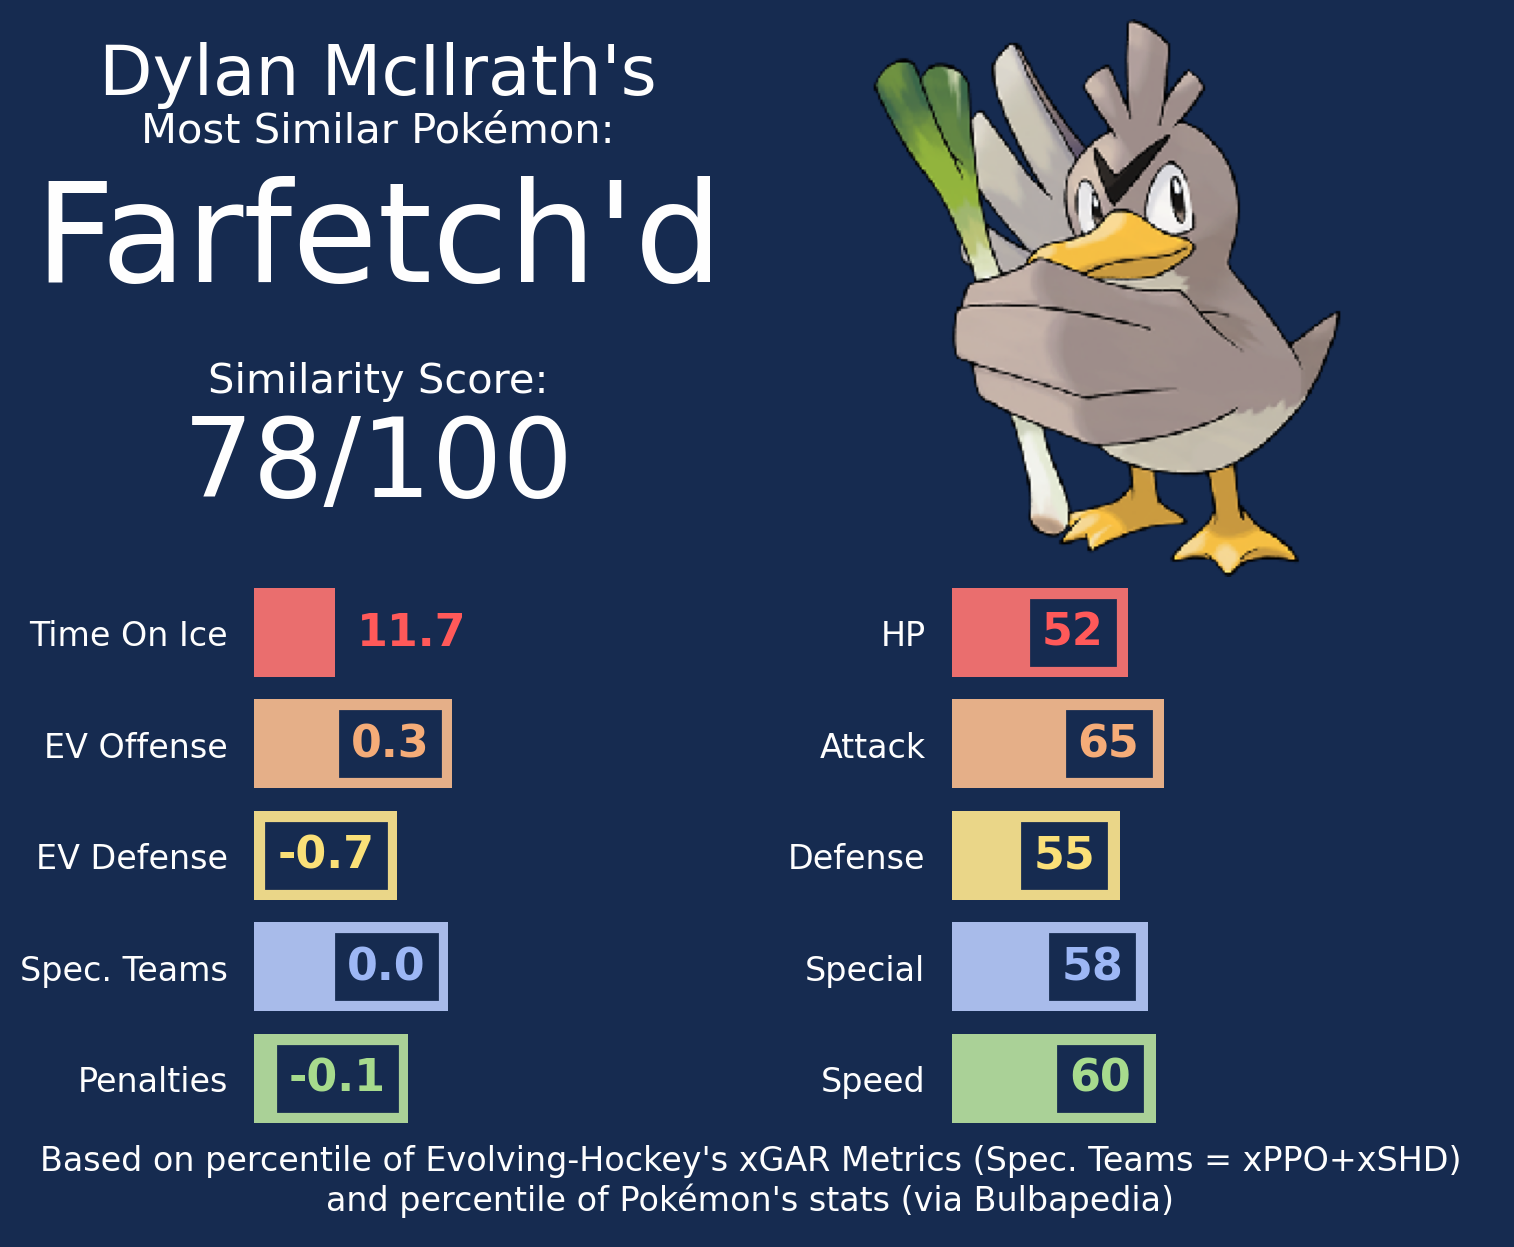 Dylan McIlrath's
Most Similar Pokémon:
Farfetch'd
Similarity Score:
78/100
Time On Ice 11.7
EV Offense 0.3
EV Defense -0.7
Spec. Teams 0.0
Penalties -0.1
HP 52
Attack 65
Defense 55
Special 58
Speed 60
Based on percentile of Evolving-Hockey's xGAR Metrics (Spec. Teams = xPPO+xSHD)
and percentile of Pokémon's stats (via Bulbapedia)